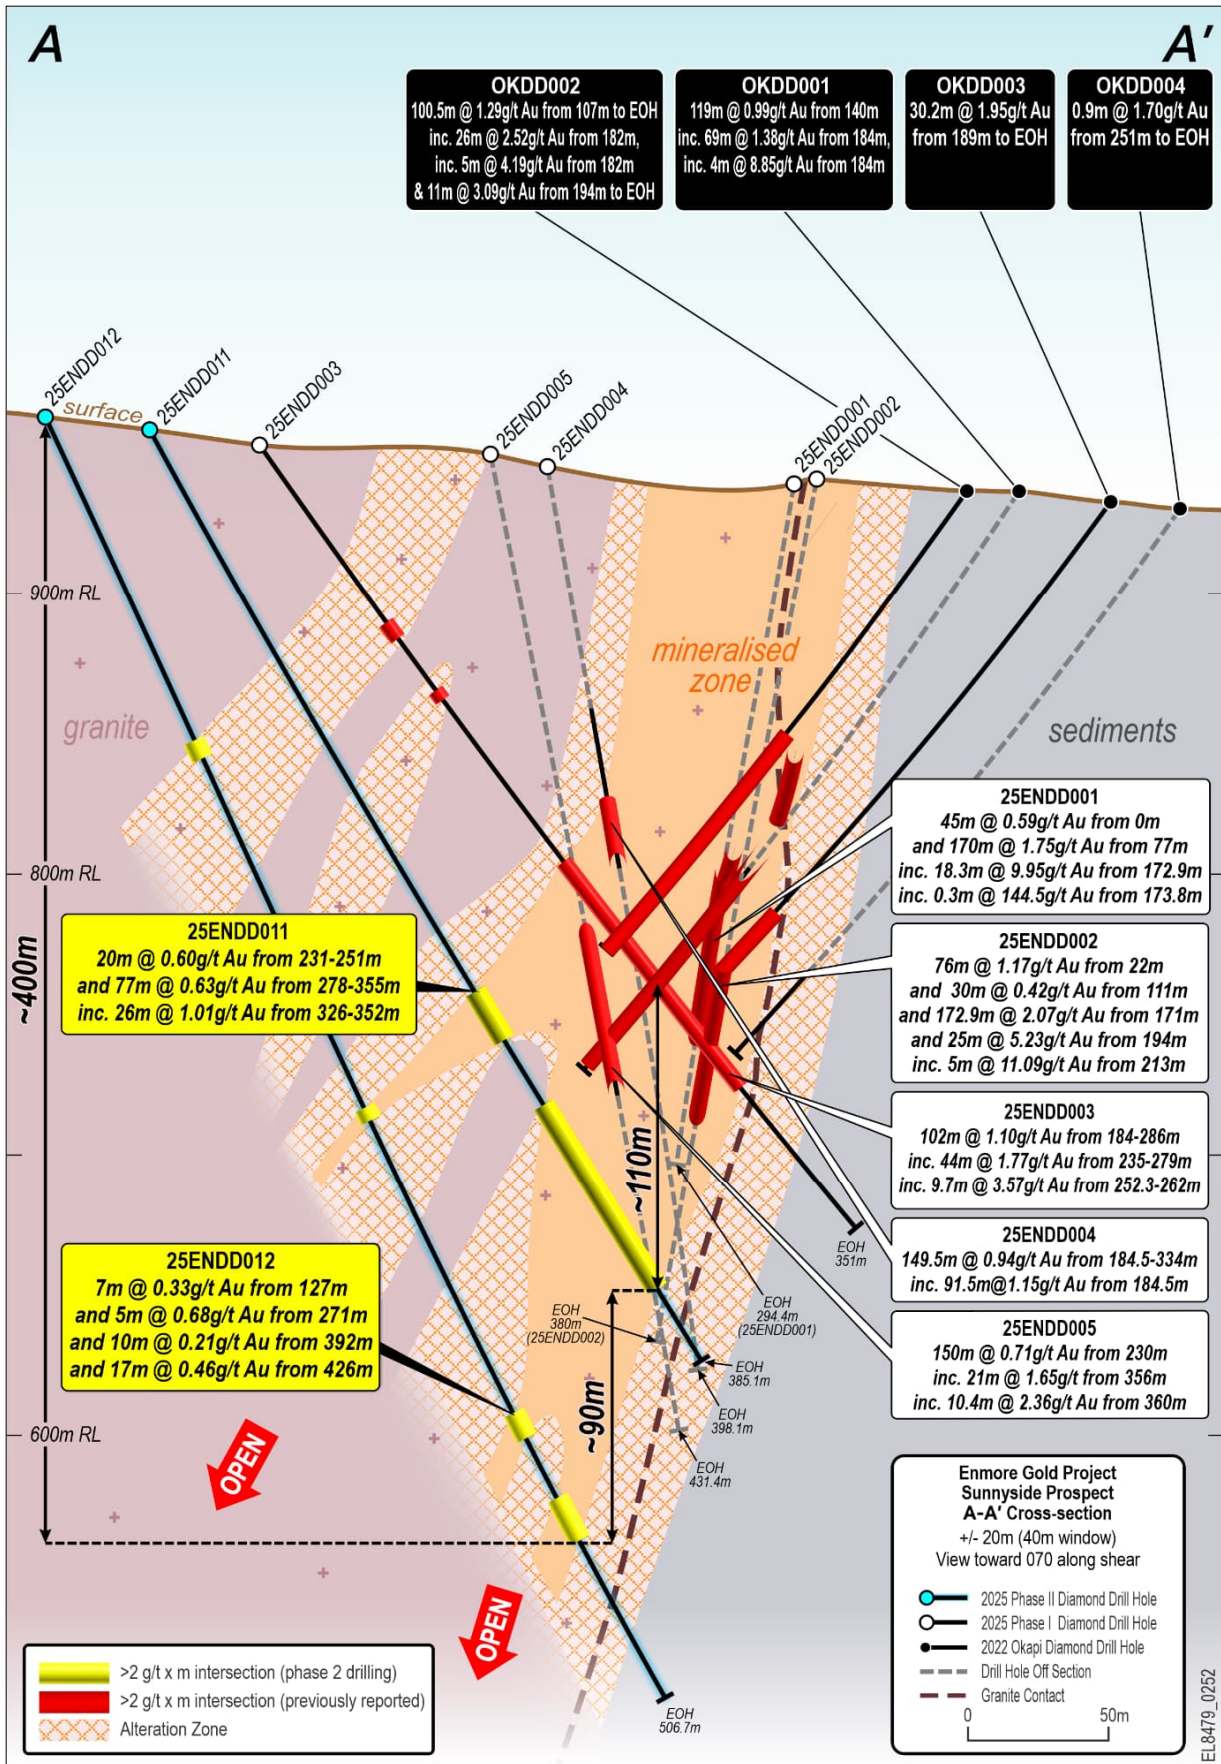 A
A'
OKDD002
100.5m @ 1.29g/t Au from 107m to EOH
inc. 26m @ 2.52g/t Au from 182m,
inc. 5m @ 4.19g/t Au from 182m
& 11m @ 3.09g/t Au from 194m to EOH
OKDD001
119m @ 0.99g/t Au from 140m
inc. 69m @ 1.38g/t Au from 184m,
inc. 4m @ 8.85g/t Au from 184m
OKDD003
30.2m @ 1.95g/t Au
from 189m to EOH
OKDD004
0.9m @ 1.70g/t Au
from 251m to EOH
25ENDD012
surface
25ENDD011
25ENDD003
25ENDD005
25ENDD004
25ENDD001
25ENDD002
900m RL
mineralised
zone
granite
sediments
800m RL
~400m
25ENDD001
45m @ 0.59g/t Au from 0m
and 170m @ 1.75g/t Au from 77m
inc. 18.3m @ 9.95g/t Au from 172.9m
inc. 0.3m @ 144.5g/t Au from 173.8m
25ENDD011
20m @ 0.60g/t Au from 231-251m
and 77m @ 0.63g/t Au from 278-355m
inc. 26m @ 1.01g/t Au from 326-352m
25ENDD002
76m @ 1.17g/t Au from 22m
and 30m @ 0.42g/t Au from 111m
and 172.9m @ 2.07g/t Au from 171m
and 25m @ 5.23g/t Au from 194m
inc. 5m @ 11.09g/t Au from 213m
25ENDD003
102m @ 1.10g/t Au from 184-286m
inc. 44m @ 1.77g/t Au from 235-279m
inc. 9.7m @ 3.57g/t Au from 252.3-262m
~110m
25ENDD004
149.5m @ 0.94g/t Au from 184.5-334m
inc. 91.5m@1.15g/t Au from 184.5m
EOH
351m
25ENDD012
7m @ 0.33g/t Au from 127m
and 5m @ 0.68g/t Au from 271m
and 10m @ 0.21g/t Au from 392m
and 17m @ 0.46g/t Au from 426m
EOH
380m
(25ENDD002)
EOH
294.4m
(25ENDD001)
25ENDD005
150m @ 0.71g/t Au from 230m
inc. 21m @ 1.65g/t Au from 356m
inc. 10.4m @ 2.36g/t Au from 360m
EOH
385.1m
EOH
398.1m
~90m
EOH
431.4m
600m RL
OPEN
OPEN
EOH
506.7m
Enmore Gold Project
Sunnyside Prospect
A-A' Cross-section
+/- 20m (40m window)
View toward 070 along shear
2025 Phase II Diamond Drill Hole
2025 Phase I Diamond Drill Hole
2022 Okapi Diamond Drill Hole
Drill Hole Off Section
Granite Contact
0 50m
>2 g/t x m intersection (phase 2 drilling)
>2 g/t x m intersection (previously reported)
Alteration Zone
EL8479_0252